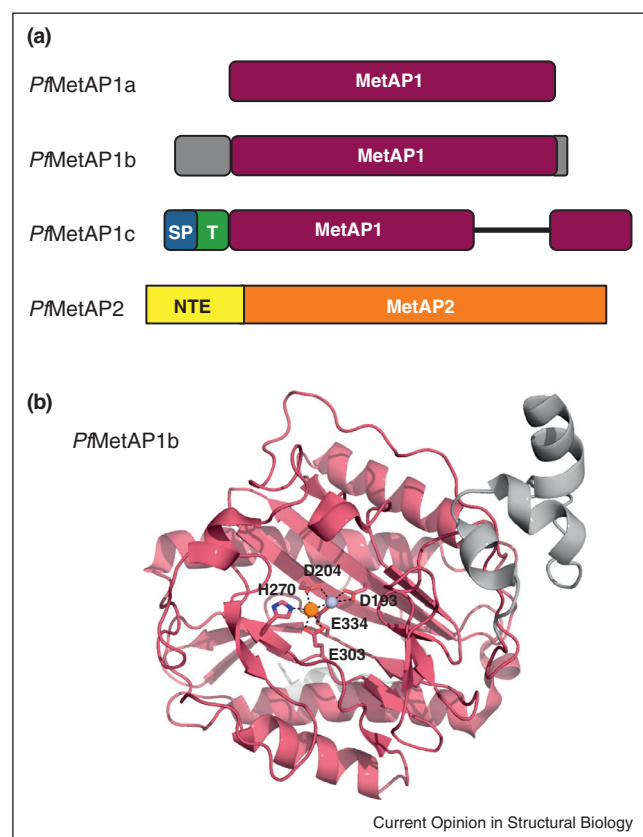 (a)
PfMetAP1a MetAP1
PfMetAP1b MetAP1
PfMetAP1c SP T MetAP1
PfMetAP2 NTE MetAP2
(b)
PfMetAP1b
D204
H270 D193
E334
E303
Current Opinion in Structural Biology